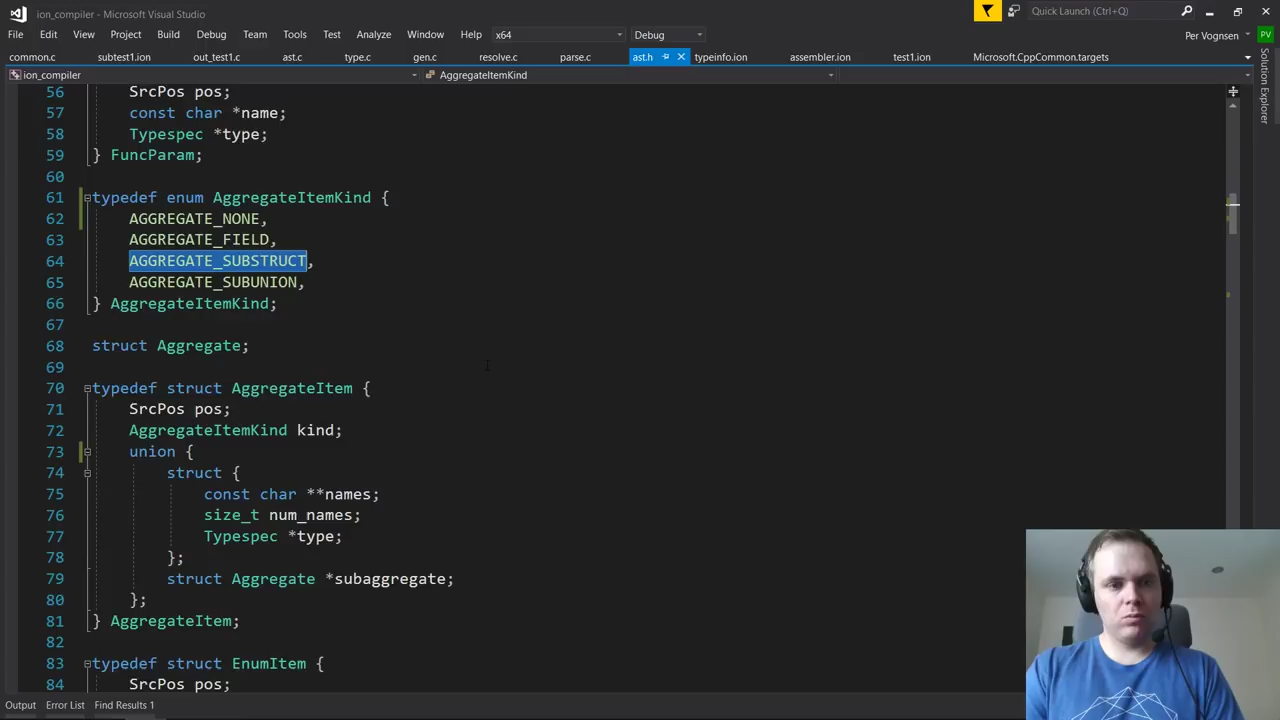 ion_compiler - Microsoft Visual Studio
Quick Launch (Ctrl+Q)
File Edit View Project Build Debug Team Tools Test Analyze Window Help x64 Debug Per Vognsen PV
common.c subtest1.ion out_test1.c ast.c type.c gen.c resolve.c parse.c ast.h typeinfo.ion assembler.ion test1.ion Microsoft.CppCommon.targets
ion_compiler AggregateItemKind
Solution Explorer
56 SrcPos pos;
57 const char *name;
58 Typespec *type;
59 } FuncParam;
60
61 typedef enum AggregateItemKind {
62 AGGREGATE_NONE,
63 AGGREGATE_FIELD,
64 AGGREGATE_SUBSTRUCT,
65 AGGREGATE_SUBUNION,
66 } AggregateItemKind;
67
68 struct Aggregate;
69
70 typedef struct AggregateItem {
71 SrcPos pos;
72 AggregateItemKind kind;
73 union {
74 struct {
75 const char **names;
76 size_t num_names;
77 Typespec *type;
78 };
79 struct Aggregate *subaggregate;
80 };
81 } AggregateItem;
82
83 typedef struct EnumItem {
84 SrcPos pos;
Output Error List Find Results 1